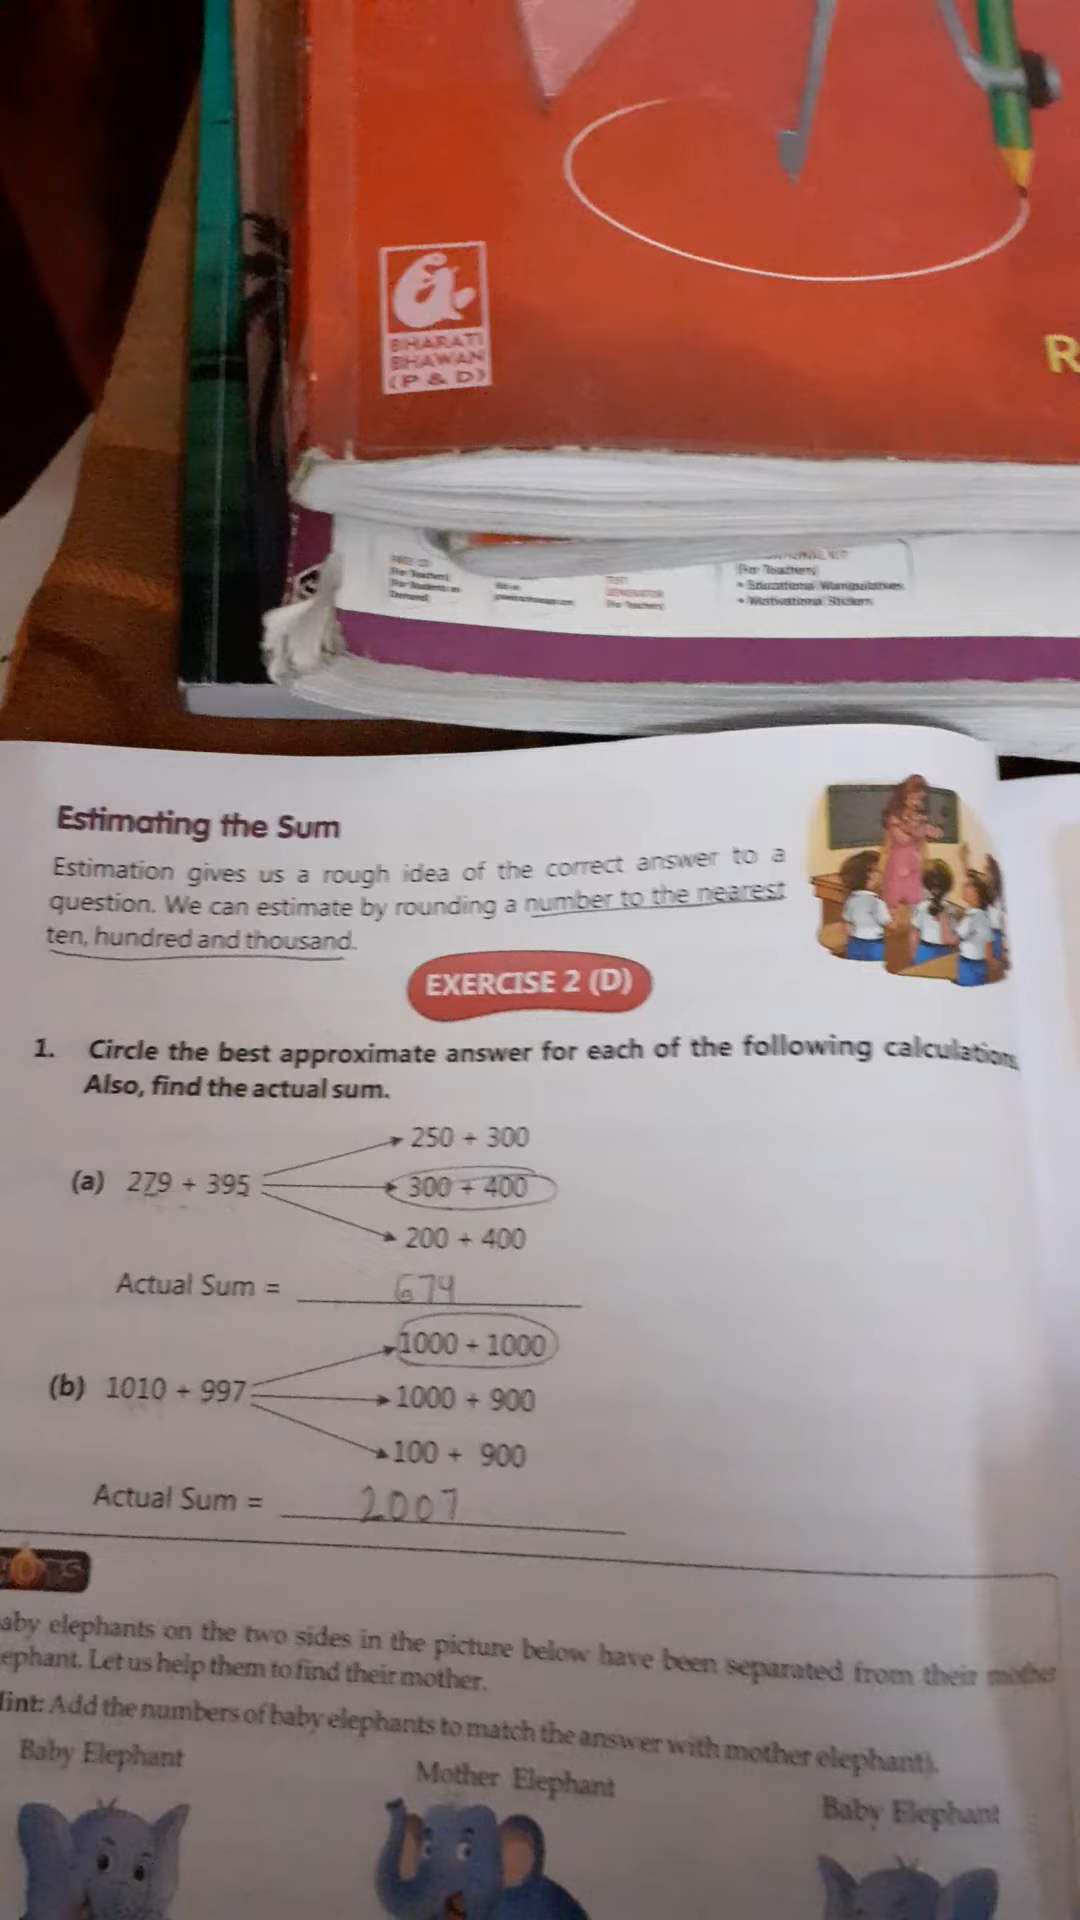 BHARATI
BHAWAN
(P & D)
R
(For Teachers)
• Educational Manipulatives
• Motivational Stickers
(For Teachers)
Estimating the Sum
Estimation gives us a rough idea of the correct answer to a
question. We can estimate by rounding a number to the nearest
ten, hundred and thousand.
EXERCISE 2 (D)
1. Circle the best approximate answer for each of the following calculations
Also, find the actual sum.
250 + 300
(a) 279 + 395
300 + 400
200 + 400
Actual Sum = 674
1000 + 1000
(b) 1010 + 997
1000 + 900
100 + 900
Actual Sum = 2007
OTS
aby elephants on the two sides in the picture below have been separated from their mother
ephant. Let us help them to find their mother.
int: Add the numbers of baby elephants to match the answer with mother elephant).
Baby Elephant
Mother Elephant
Baby Elephant